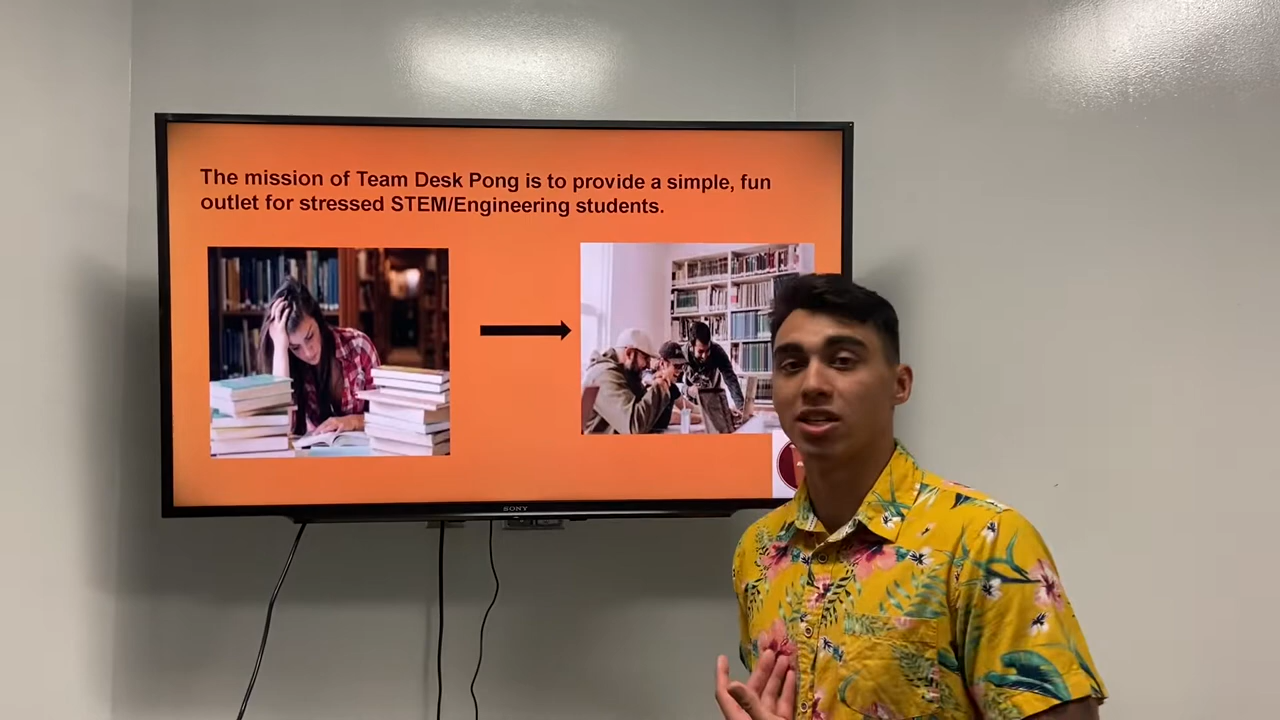 The mission of Team Desk Pong is to provide a simple, fun
outlet for stressed STEM/Engineering students.
SONY